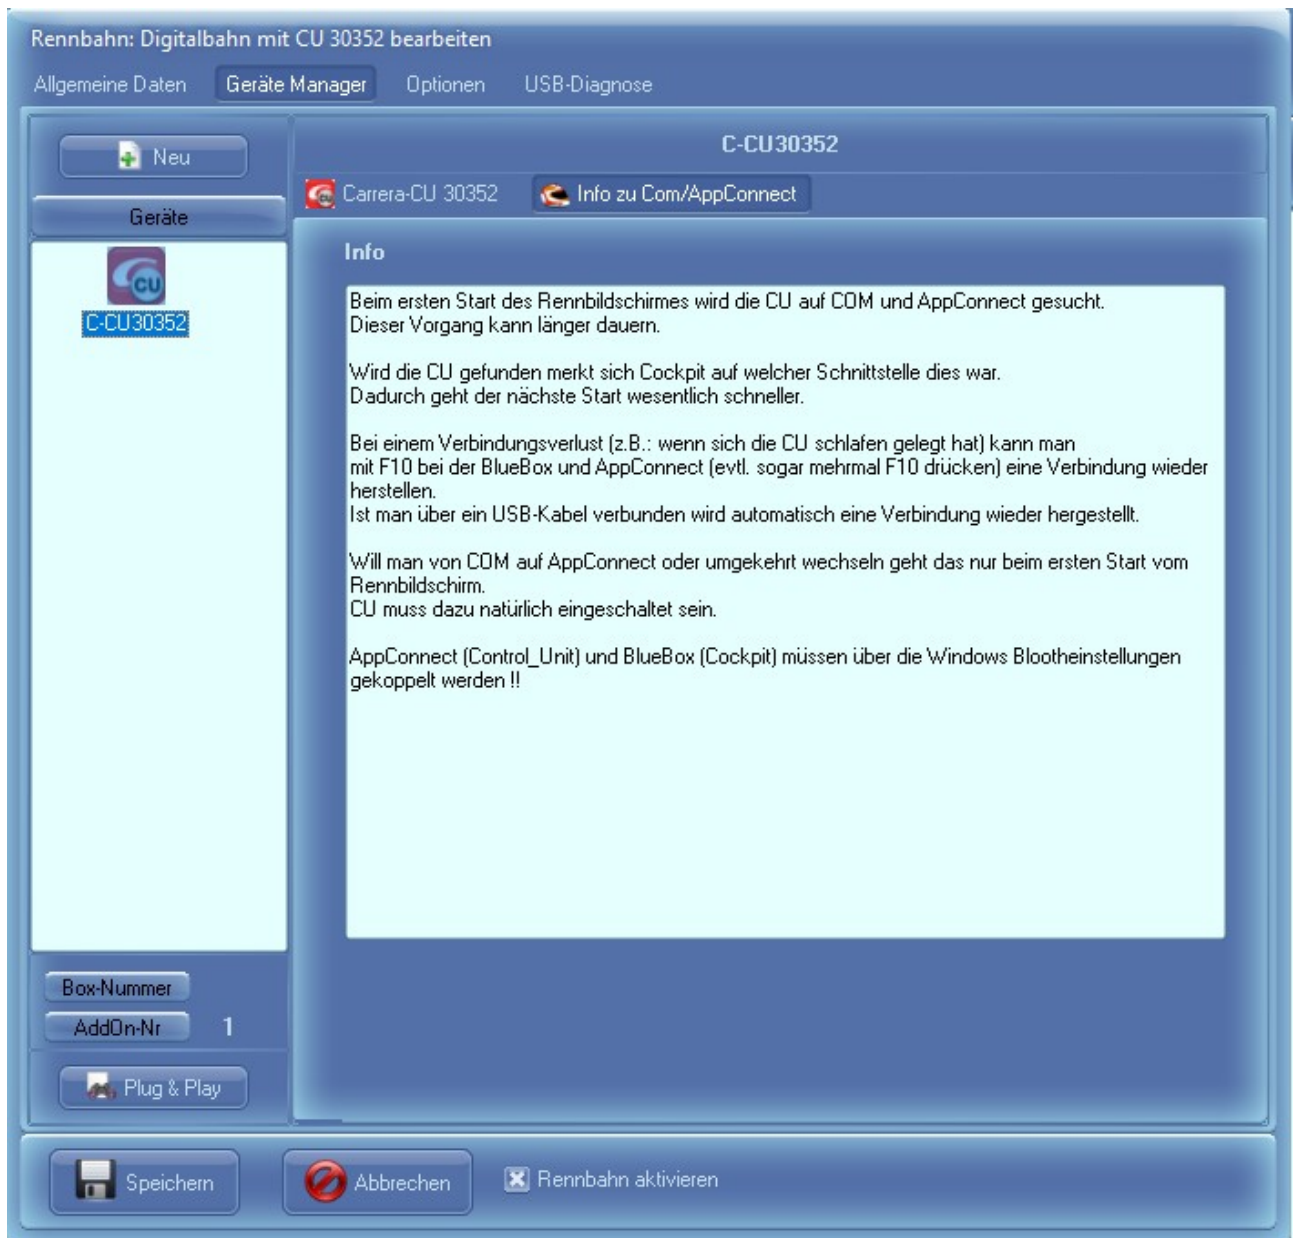 Rennbahn: Digitalbahn mit CU 30352 bearbeiten
Allgemeine Daten Geräte Manager Optionen USB-Diagnose
Neu
Geräte
CU
C-CU30352
C-CU30352
Carrera-CU 30352 Info zu Com/AppConnect
Info
Beim ersten Start des Rennbildschirmes wird die CU auf COM und AppConnect gesucht.
Dieser Vorgang kann länger dauern.
Wird die CU gefunden merkt sich Cockpit auf welcher Schnittstelle dies war.
Dadurch geht der nächste Start wesentlich schneller.
Bei einem Verbindungsverlust (z.B.: wenn sich die CU schlafen gelegt hat) kann man
mit F10 bei der BlueBox und AppConnect (evtl. sogar mehrmal F10 drücken) eine Verbindung wieder
herstellen.
Ist man über ein USB-Kabel verbunden wird automatisch eine Verbindung wieder hergestellt.
Will man von COM auf AppConnect oder umgekehrt wechseln geht das nur beim ersten Start vom
Rennbildschirm.
CU muss dazu natürlich eingeschaltet sein.
AppConnect (Control_Unit) und BlueBox (Cockpit) müssen über die Windows Blootheinstellungen
gekoppelt werden !!
Box-Nummer
AddOn-Nr 1
Plug & Play
Speichern Abbrechen Rennbahn aktivieren